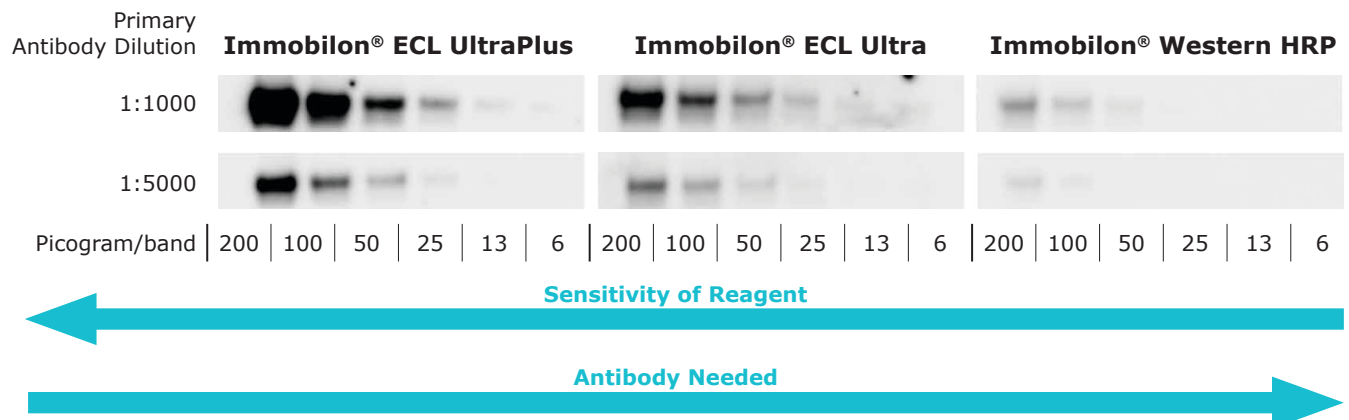 Primary
Antibody Dilution
Immobilon® ECL UltraPlus Immobilon® ECL Ultra Immobilon® Western HRP
1:1000
1:5000
Picogram/band 200 100 50 25 13 6 200 100 50 25 13 6 200 100 50 25 13 6
Sensitivity of Reagent
Antibody Needed